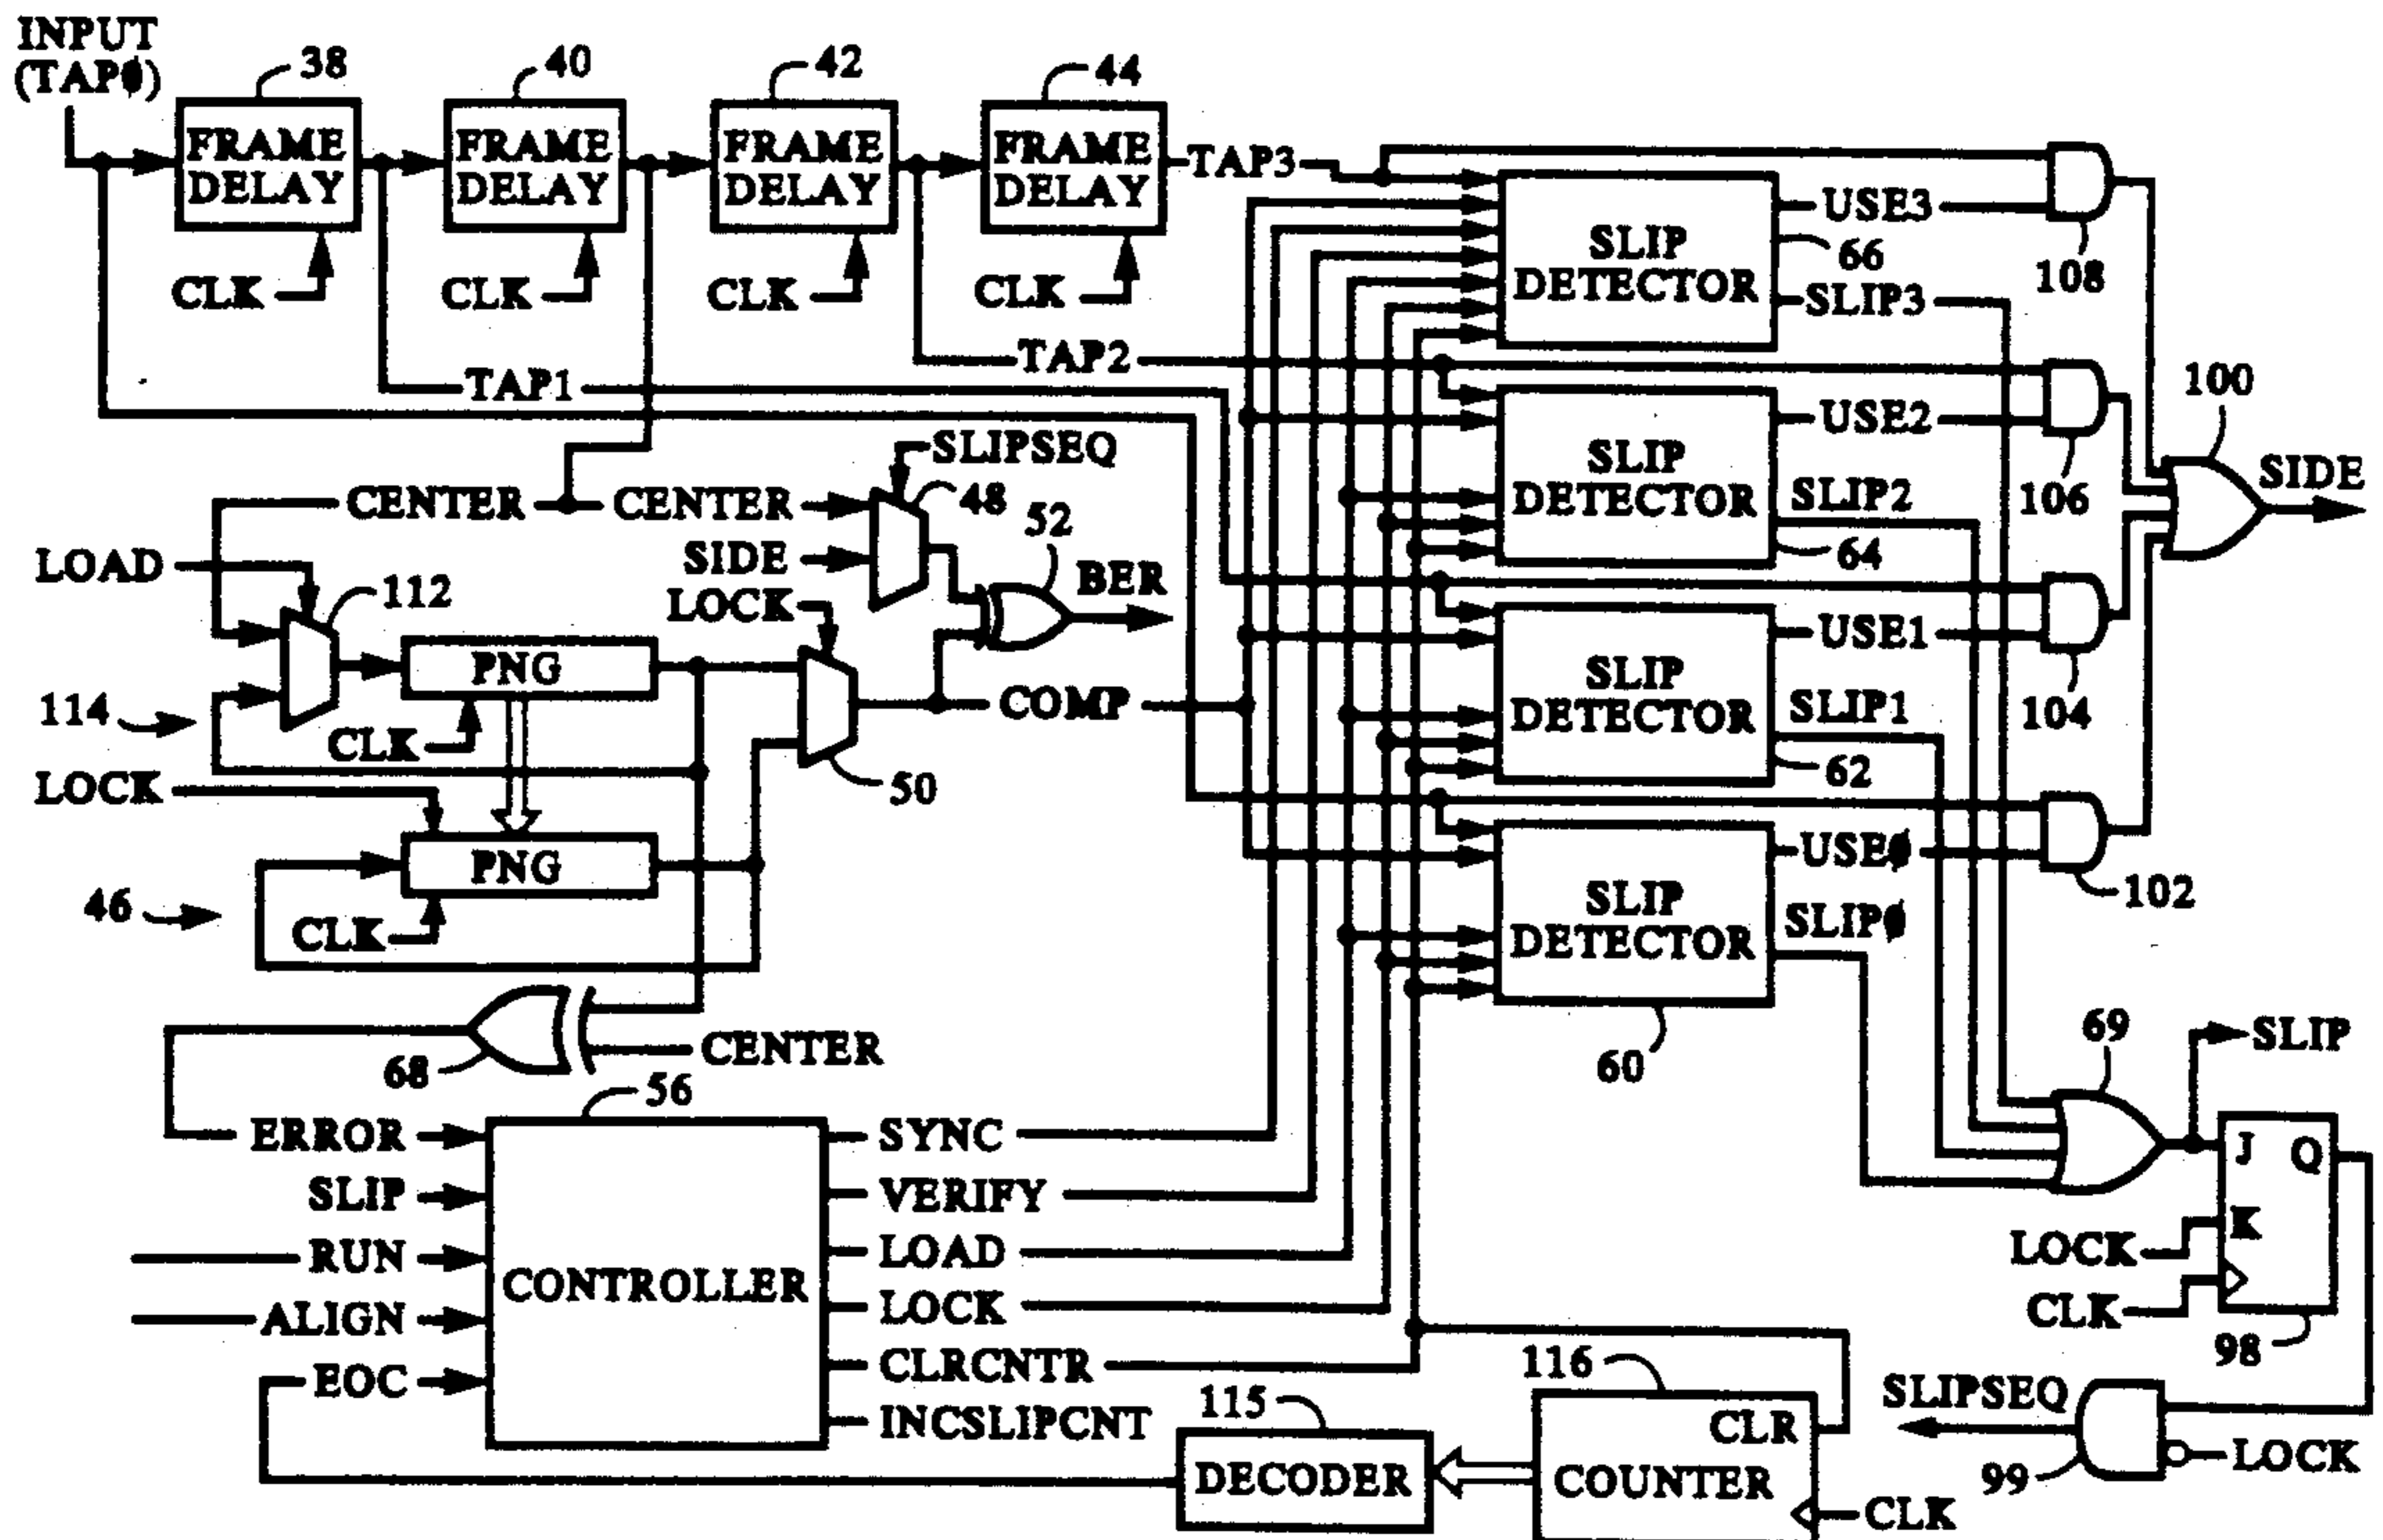 INPUT
(TAPØ)
38
40
42
44
FRAME
DELAY
FRAME
DELAY
FRAME
DELAY
FRAME
DELAY
CLK
CLK
CLK
CLK
TAP3
TAP2
TAP1
SLIP
DETECTOR
USE3
66
SLIP3
108
SLIP
DETECTOR
USE2
SLIP2
64
106
100
SIDE
SLIP
DETECTOR
USE1
SLIP1
62
104
SLIP
DETECTOR
USEØ
SLIPØ
60
102
SLIPSEQ
CENTER
CENTER
48
52
SIDE
LOCK
BER
LOAD
112
PNG
114
CLK
COMP
50
LOCK
PNG
46
CLK
68
CENTER
56
ERROR
SLIP
RUN
ALIGN
EOC
CONTROLLER
SYNC
VERIFY
LOAD
LOCK
CLRCNTR
INCSLIPCNT
115
DECODER
116
CLR
COUNTER
CLK
69
SLIP
J
Q
K
LOCK
CLK
98
SLIPSEQ
99
LOCK